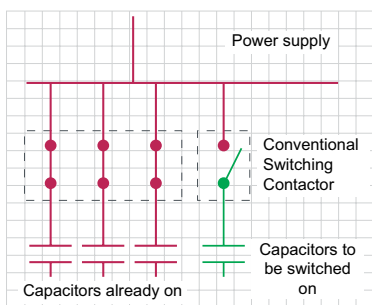 Power supply
Conventional
Switching
Contactor
Capacitors to
be switched
on
Capacitors already on